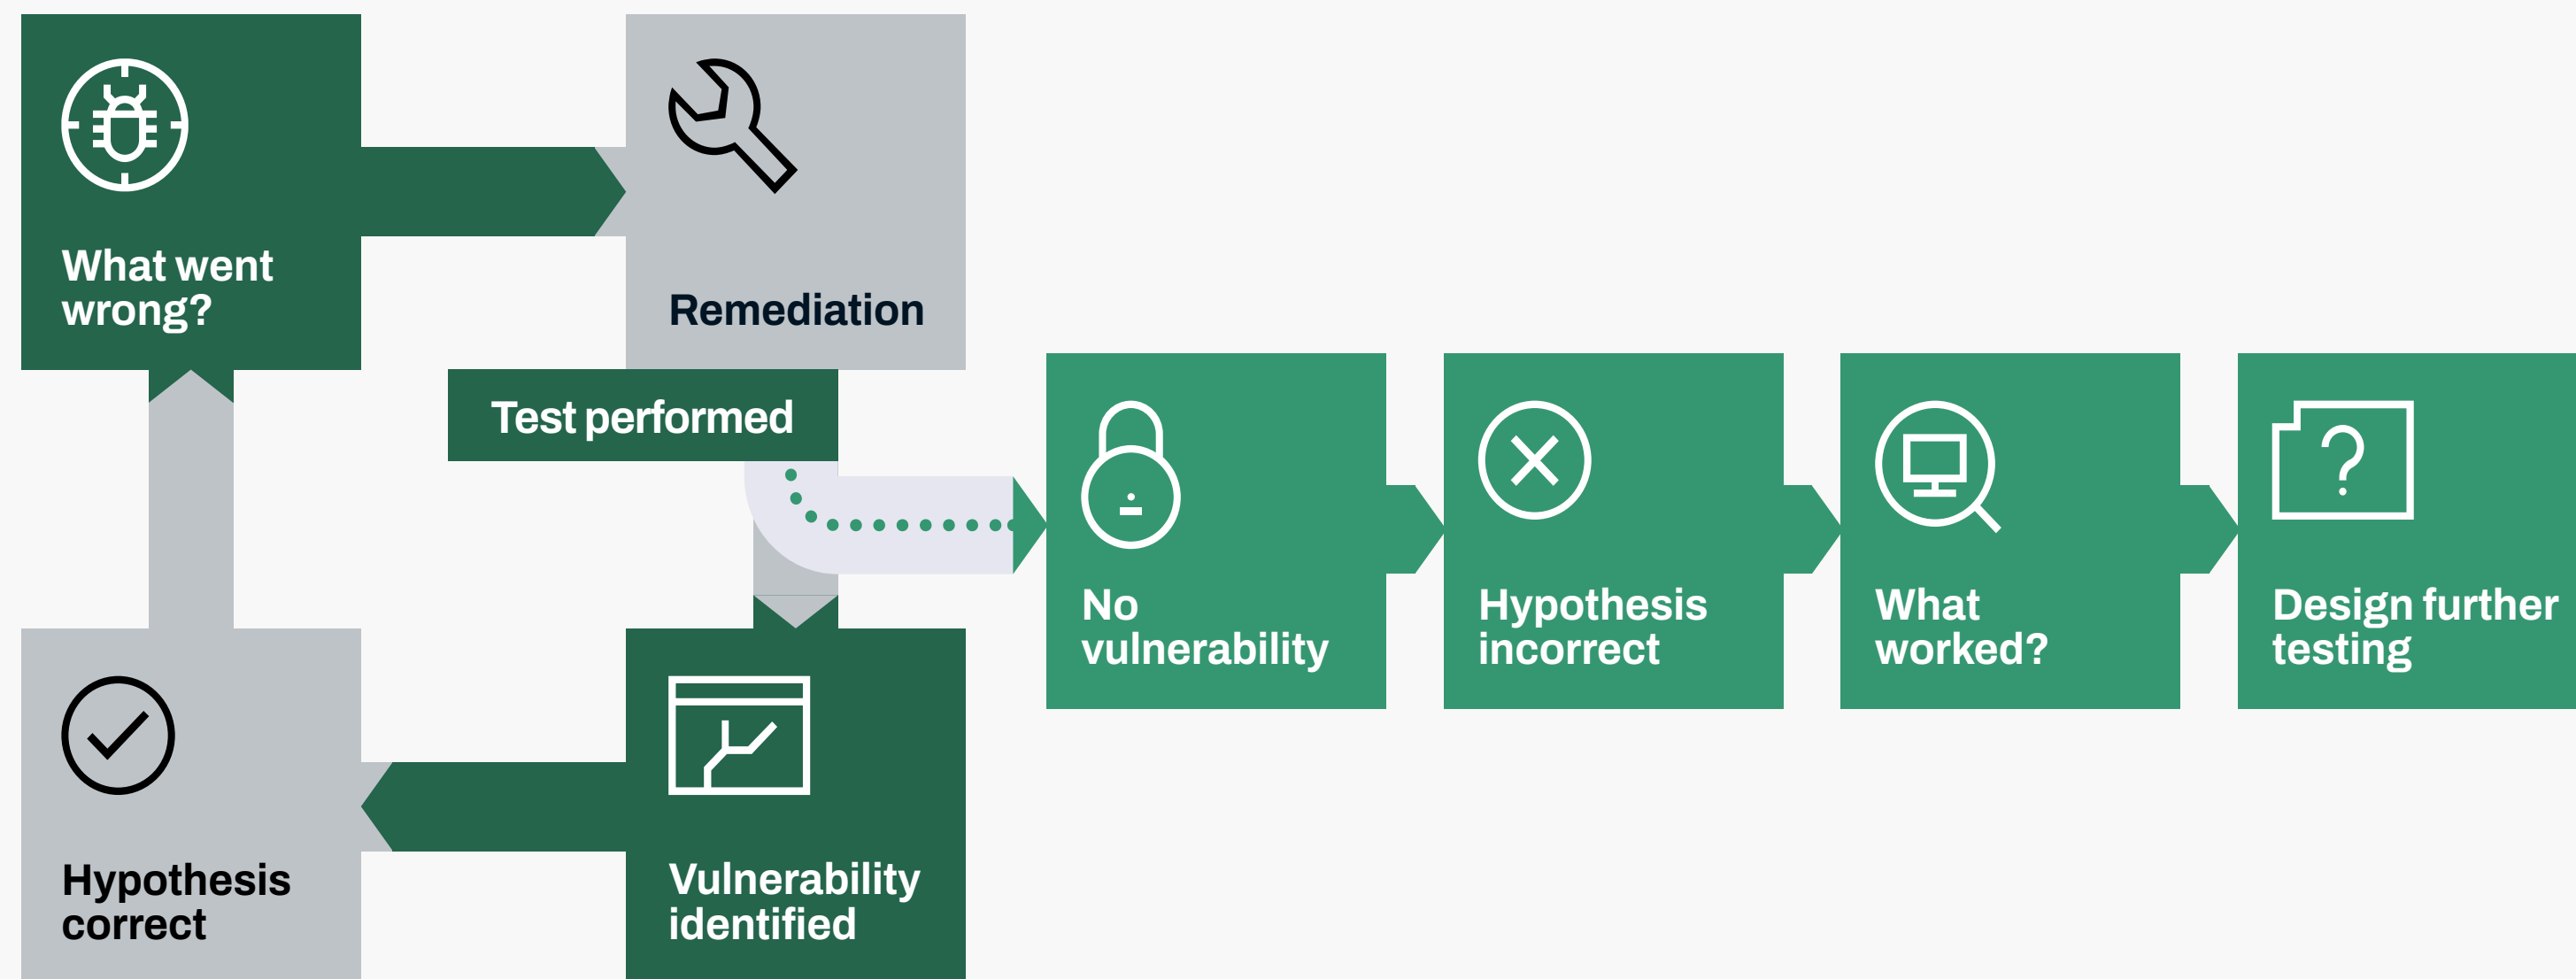 What went
wrong?
Remediation
Test performed
No
vulnerability
Hypothesis
incorrect
What
worked?
Design further
testing
Hypothesis
correct
Vulnerability
identified